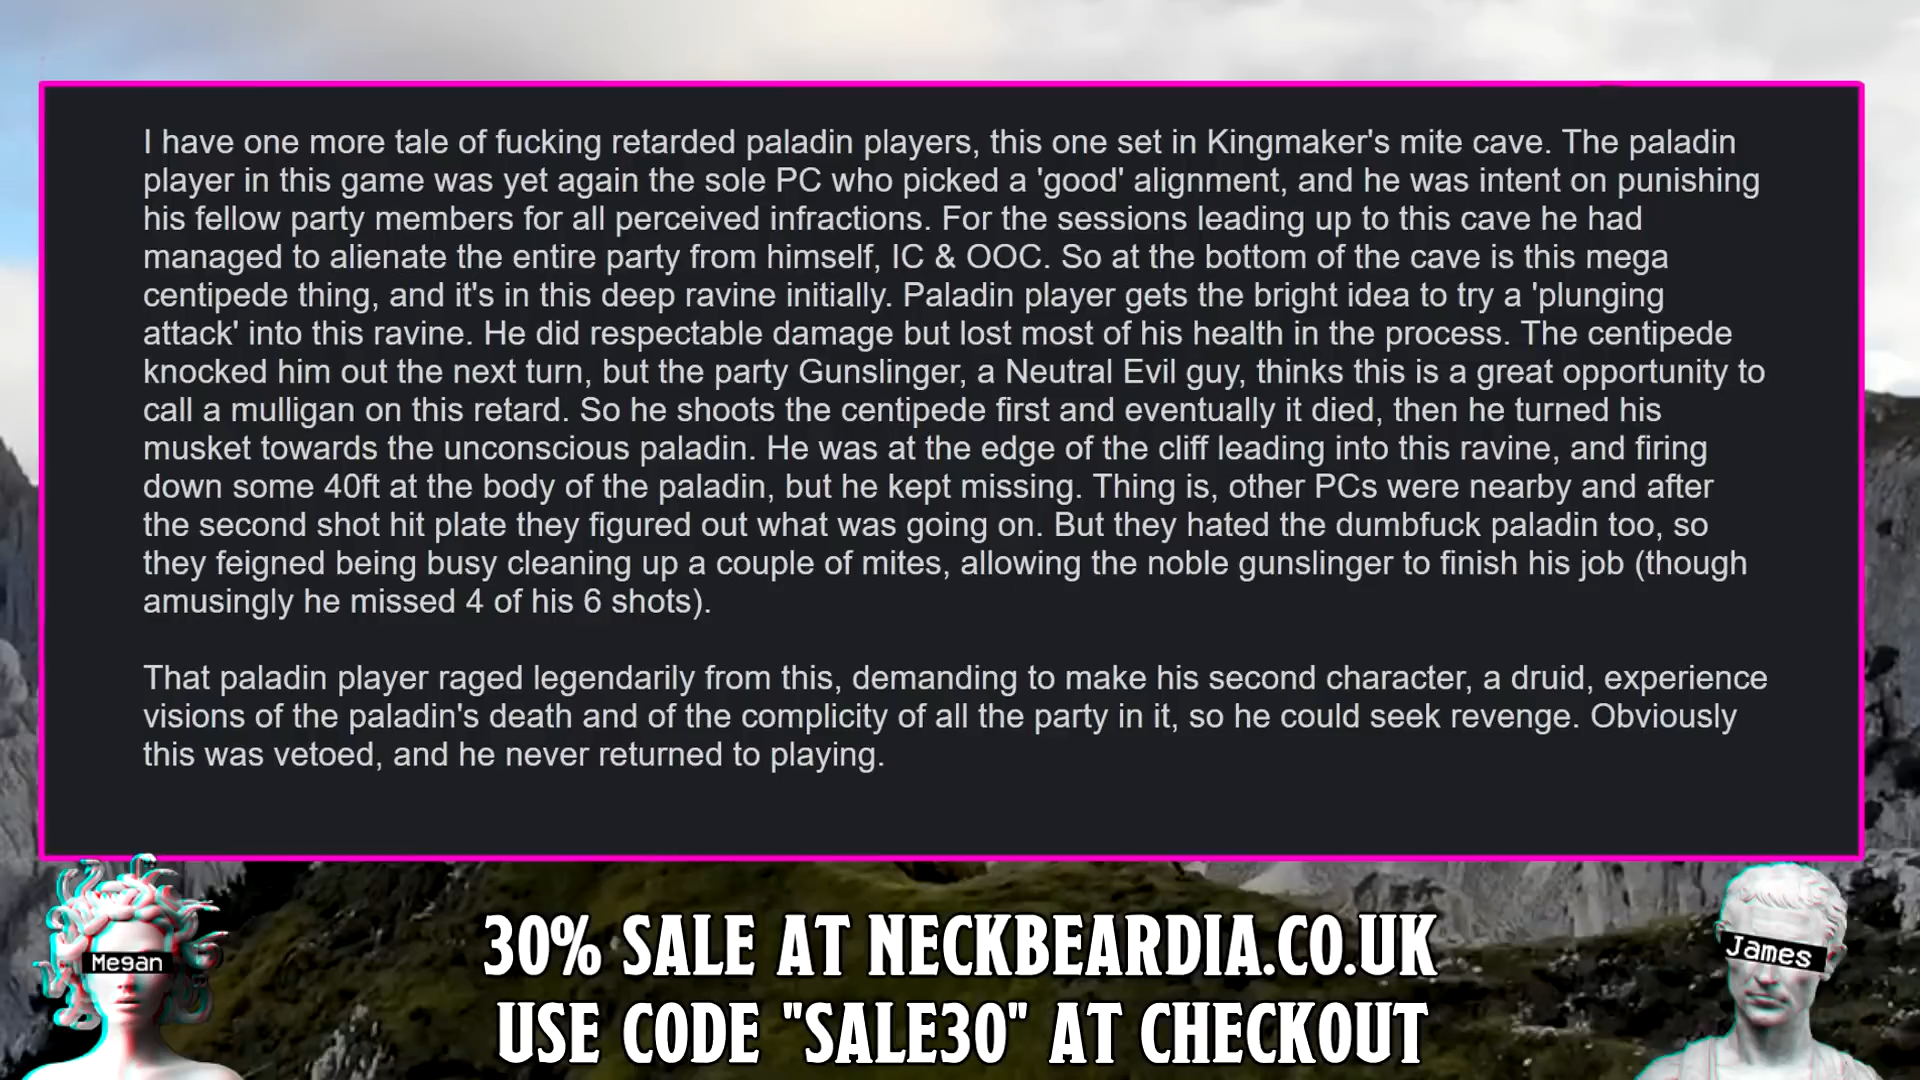 I have one more tale of fucking retarded paladin players, this one set in Kingmaker's mite cave. The paladin
player in this game was yet again the sole PC who picked a 'good' alignment, and he was intent on punishing
his fellow party members for all perceived infractions. For the sessions leading up to this cave he had
managed to alienate the entire party from himself, IC & OOC. So at the bottom of the cave is this mega
centipede thing, and it's in this deep ravine initially. Paladin player gets the bright idea to try a 'plunging
attack' into this ravine. He did respectable damage but lost most of his health in the process. The centipede
knocked him out the next turn, but the party Gunslinger, a Neutral Evil guy, thinks this is a great opportunity to
call a mulligan on this retard. So he shoots the centipede first and eventually it died, then he turned his
musket towards the unconscious paladin. He was at the edge of the cliff leading into this ravine, and firing
down some 40ft at the body of the paladin, but he kept missing. Thing is, other PCs were nearby and after
the second shot hit plate they figured out what was going on. But they hated the dumbfuck paladin too, so
they feigned being busy cleaning up a couple of mites, allowing the noble gunslinger to finish his job (though
amusingly he missed 4 of his 6 shots).
That paladin player raged legendarily from this, demanding to make his second character, a druid, experience
visions of the paladin's death and of the complicity of all the party in it, so he could seek revenge. Obviously
this was vetoed, and he never returned to playing.
Megan
James
30% SALE AT NECKBEARDIA.CO.UK
USE CODE "SALE30" AT CHECKOUT